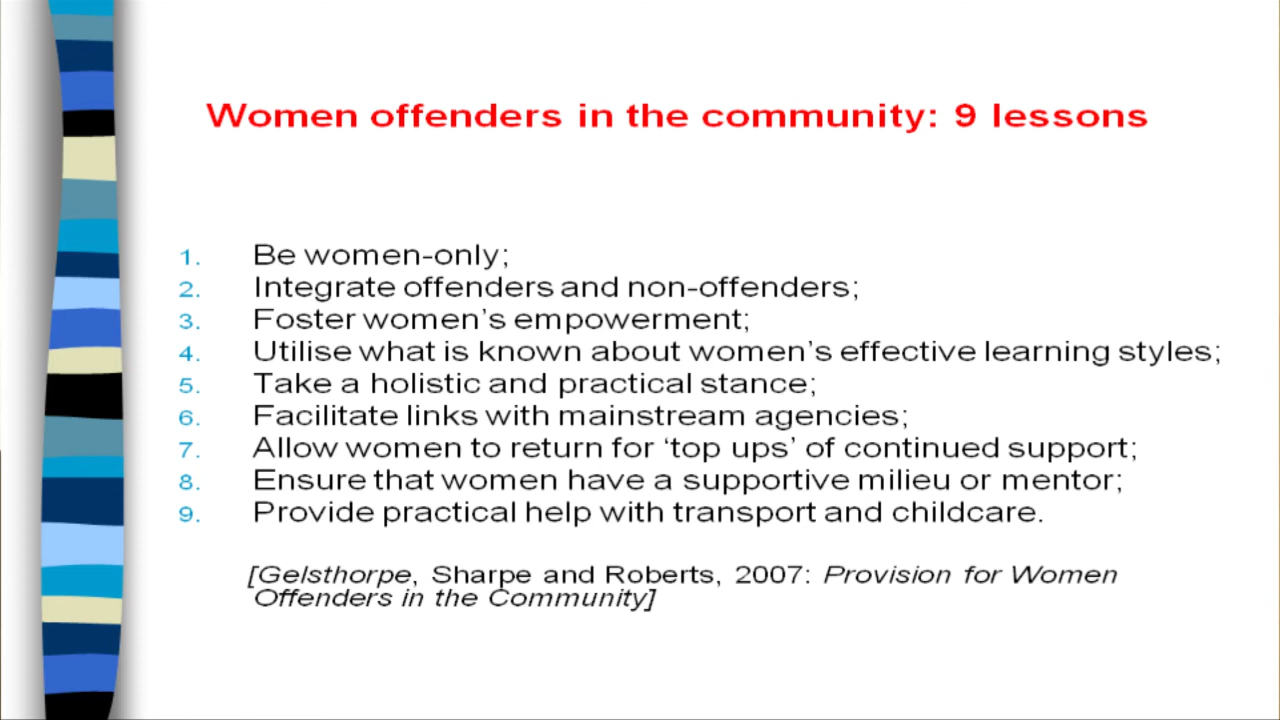 Women offenders in the community: 9 lessons
1. Be women-only;
2. Integrate offenders and non-offenders;
3. Foster women’s empowerment;
4. Utilise what is known about women’s effective learning styles;
5. Take a holistic and practical stance;
6. Facilitate links with mainstream agencies;
7. Allow women to return for ‘top ups’ of continued support;
8. Ensure that women have a supportive milieu or mentor;
9. Provide practical help with transport and childcare.
[Gelsthorpe, Sharpe and Roberts, 2007: Provision for Women
Offenders in the Community]